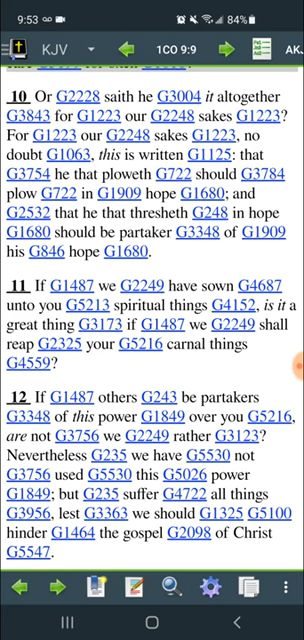 9:53
84%
KJV
1CO 9:9
AK.
10 Or G2228 saith he G3004 it altogether
G3843 for G1223 our G2248 sakes G1223?
For G1223 our G2248 sakes G1223, no
doubt G1063, this is written G1125: that
G3754 he that ploweth G722 should G3784
plow G722 in G1909 hope G1680; and
G2532 that he that thresheth G248 in hope
G1680 should be partaker G3348 of G1909
his G846 hope G1680.
11 If G1487 we G2249 have sown G4687
unto you G5213 spiritual things G4152, is it a
great thing G3173 if G1487 we G2249 shall
reap G2325 your G5216 carnal things
G4559?
12 If G1487 others G243 be partakers
G3348 of this power G1849 over you G5216,
are not G3756 we G2249 rather G3123?
Nevertheless G235 we have G5530 not
G3756 used G5530 this G5026 power
G1849; but G235 suffer G4722 all things
G3956, lest G3363 we should G1325 G5100
hinder G1464 the gospel G2098 of Christ
G5547.